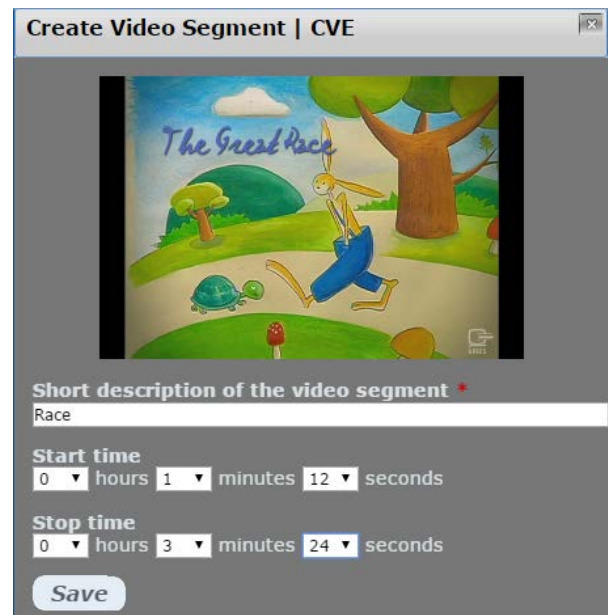 Create Video Segment | CVE
The Great Race
Short description of the video segment *
Race
Start time
0 hours 1 minutes 12 seconds
Stop time
0 hours 3 minutes 24 seconds
Save